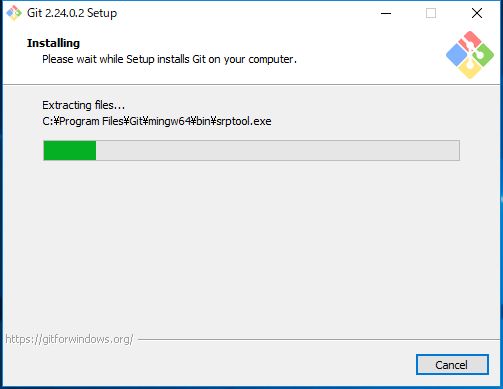 Git 2.24.0.2 Setup
Installing
Please wait while Setup installs Git on your computer.
Extracting files...
C:¥Program Files¥Git¥mingw64¥bin¥srptool.exe
https://gitforwindows.org/
Cancel